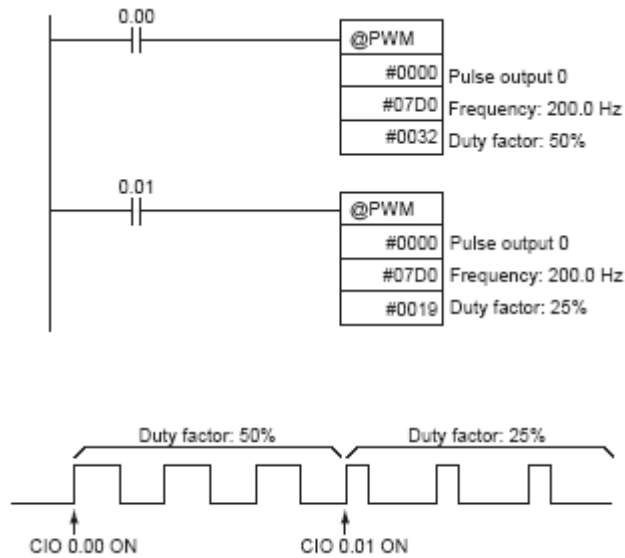 0.00
@PWM
#0000 Pulse output 0
#07D0 Frequency: 200.0 Hz
#0032 Duty factor: 50%
0.01
@PWM
#0000 Pulse output 0
#07D0 Frequency: 200.0 Hz
#0019 Duty factor: 25%
Duty factor: 50% Duty factor: 25%
CIO 0.00 ON CIO 0.01 ON